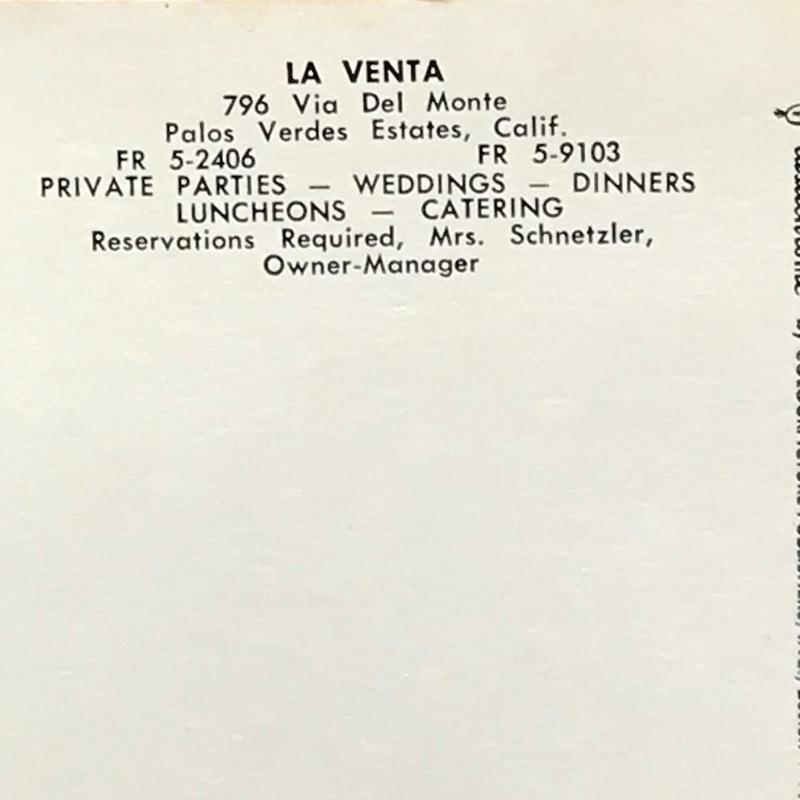 LA VENTA
796 Via Del Monte
Palos Verdes Estates, Calif.
FR 5-2406 FR 5-9103
PRIVATE PARTIES — WEDDINGS — DINNERS
LUNCHEONS — CATERING
Reservations Required, Mrs. Schnetzler,
Owner-Manager